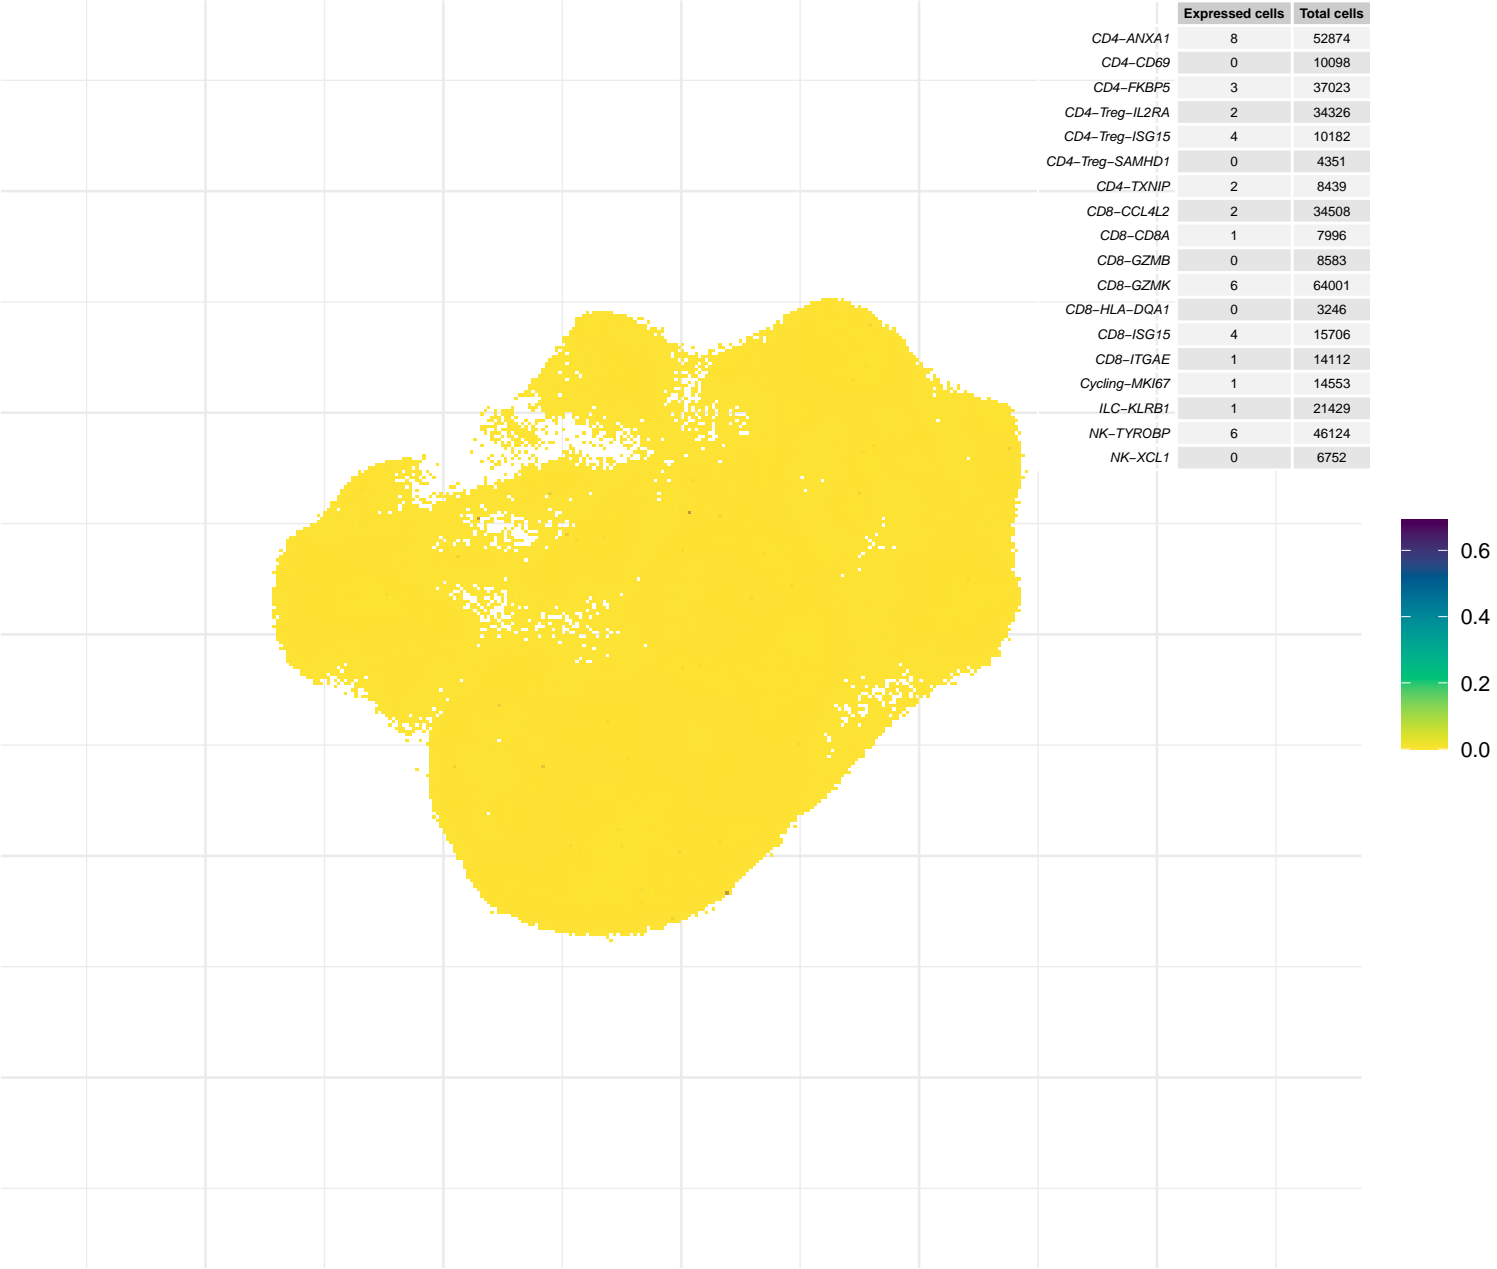 Expressed cells Total cells
CD4−ANXA1 8 52874
CD4−CD69 0 10098
CD4−FKBP5 3 37023
CD4−Treg−IL2RA 2 34326
CD4−Treg−ISG15 4 10182
CD4−Treg−SAMHD1 0 4351
CD4−TXNIP 2 8439
CD8−CCL4L2 2 34508
CD8−CD8A 1 7996
CD8−GZMB 0 8583
CD8−GZMK 6 64001
CD8−HLA−DQA1 0 3246
CD8−ISG15 4 15706
CD8−ITGAE 1 14112
Cycling−MKI67 1 14553
ILC−KLRB1 1 21429
NK−TYROBP 6 46124
NK−XCL1 0 6752
0.6
0.4
0.2
0.0